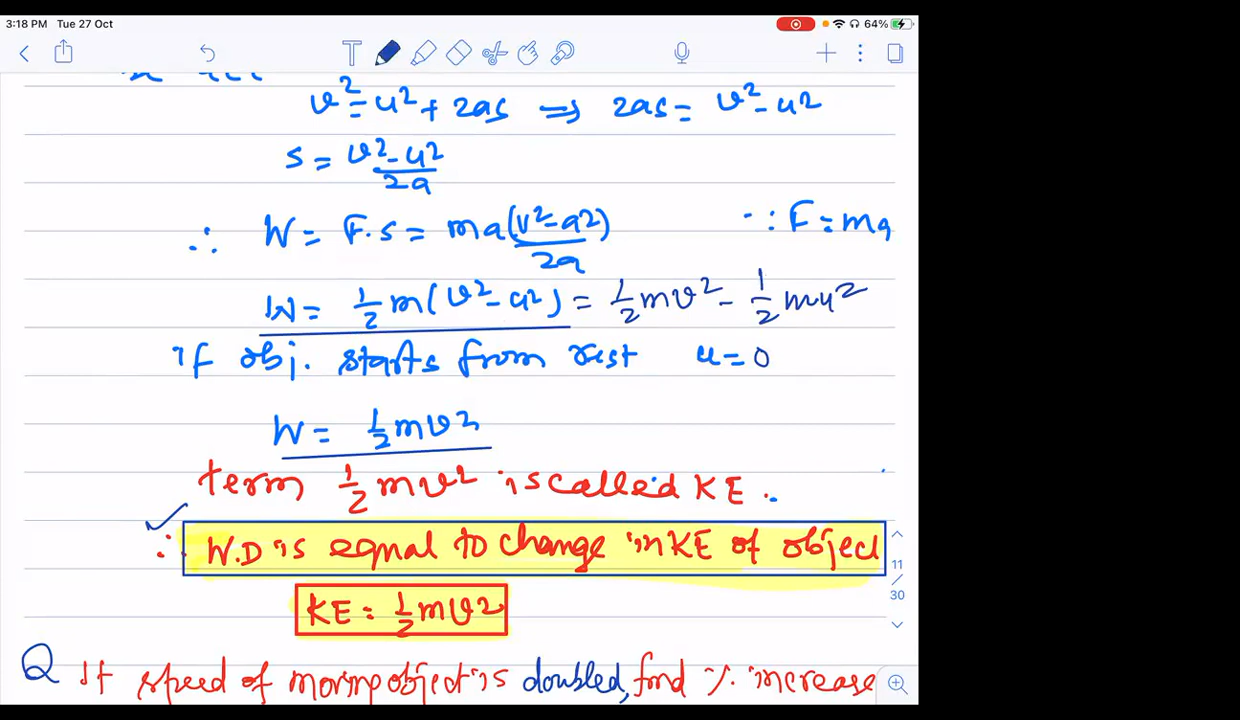 3:18 PM Tue 27 Oct 64%
v² = u² + 2as ⇒ 2as = v² - u²
s = v² - u² / 2a
∴ W = F.s = ma(v² - a²) / 2a ∵ F = ma
W = 1/2 m(v² - u²) = 1/2 mv² - 1/2 mu²
If obj. starts from rest u = 0
W = 1/2 mv²
term 1/2 mv² is called KE.
∴ W.D is equal to change in KE of object
11
/
30
KE = 1/2 mv²
Q If speed of moving object is doubled, find % increase